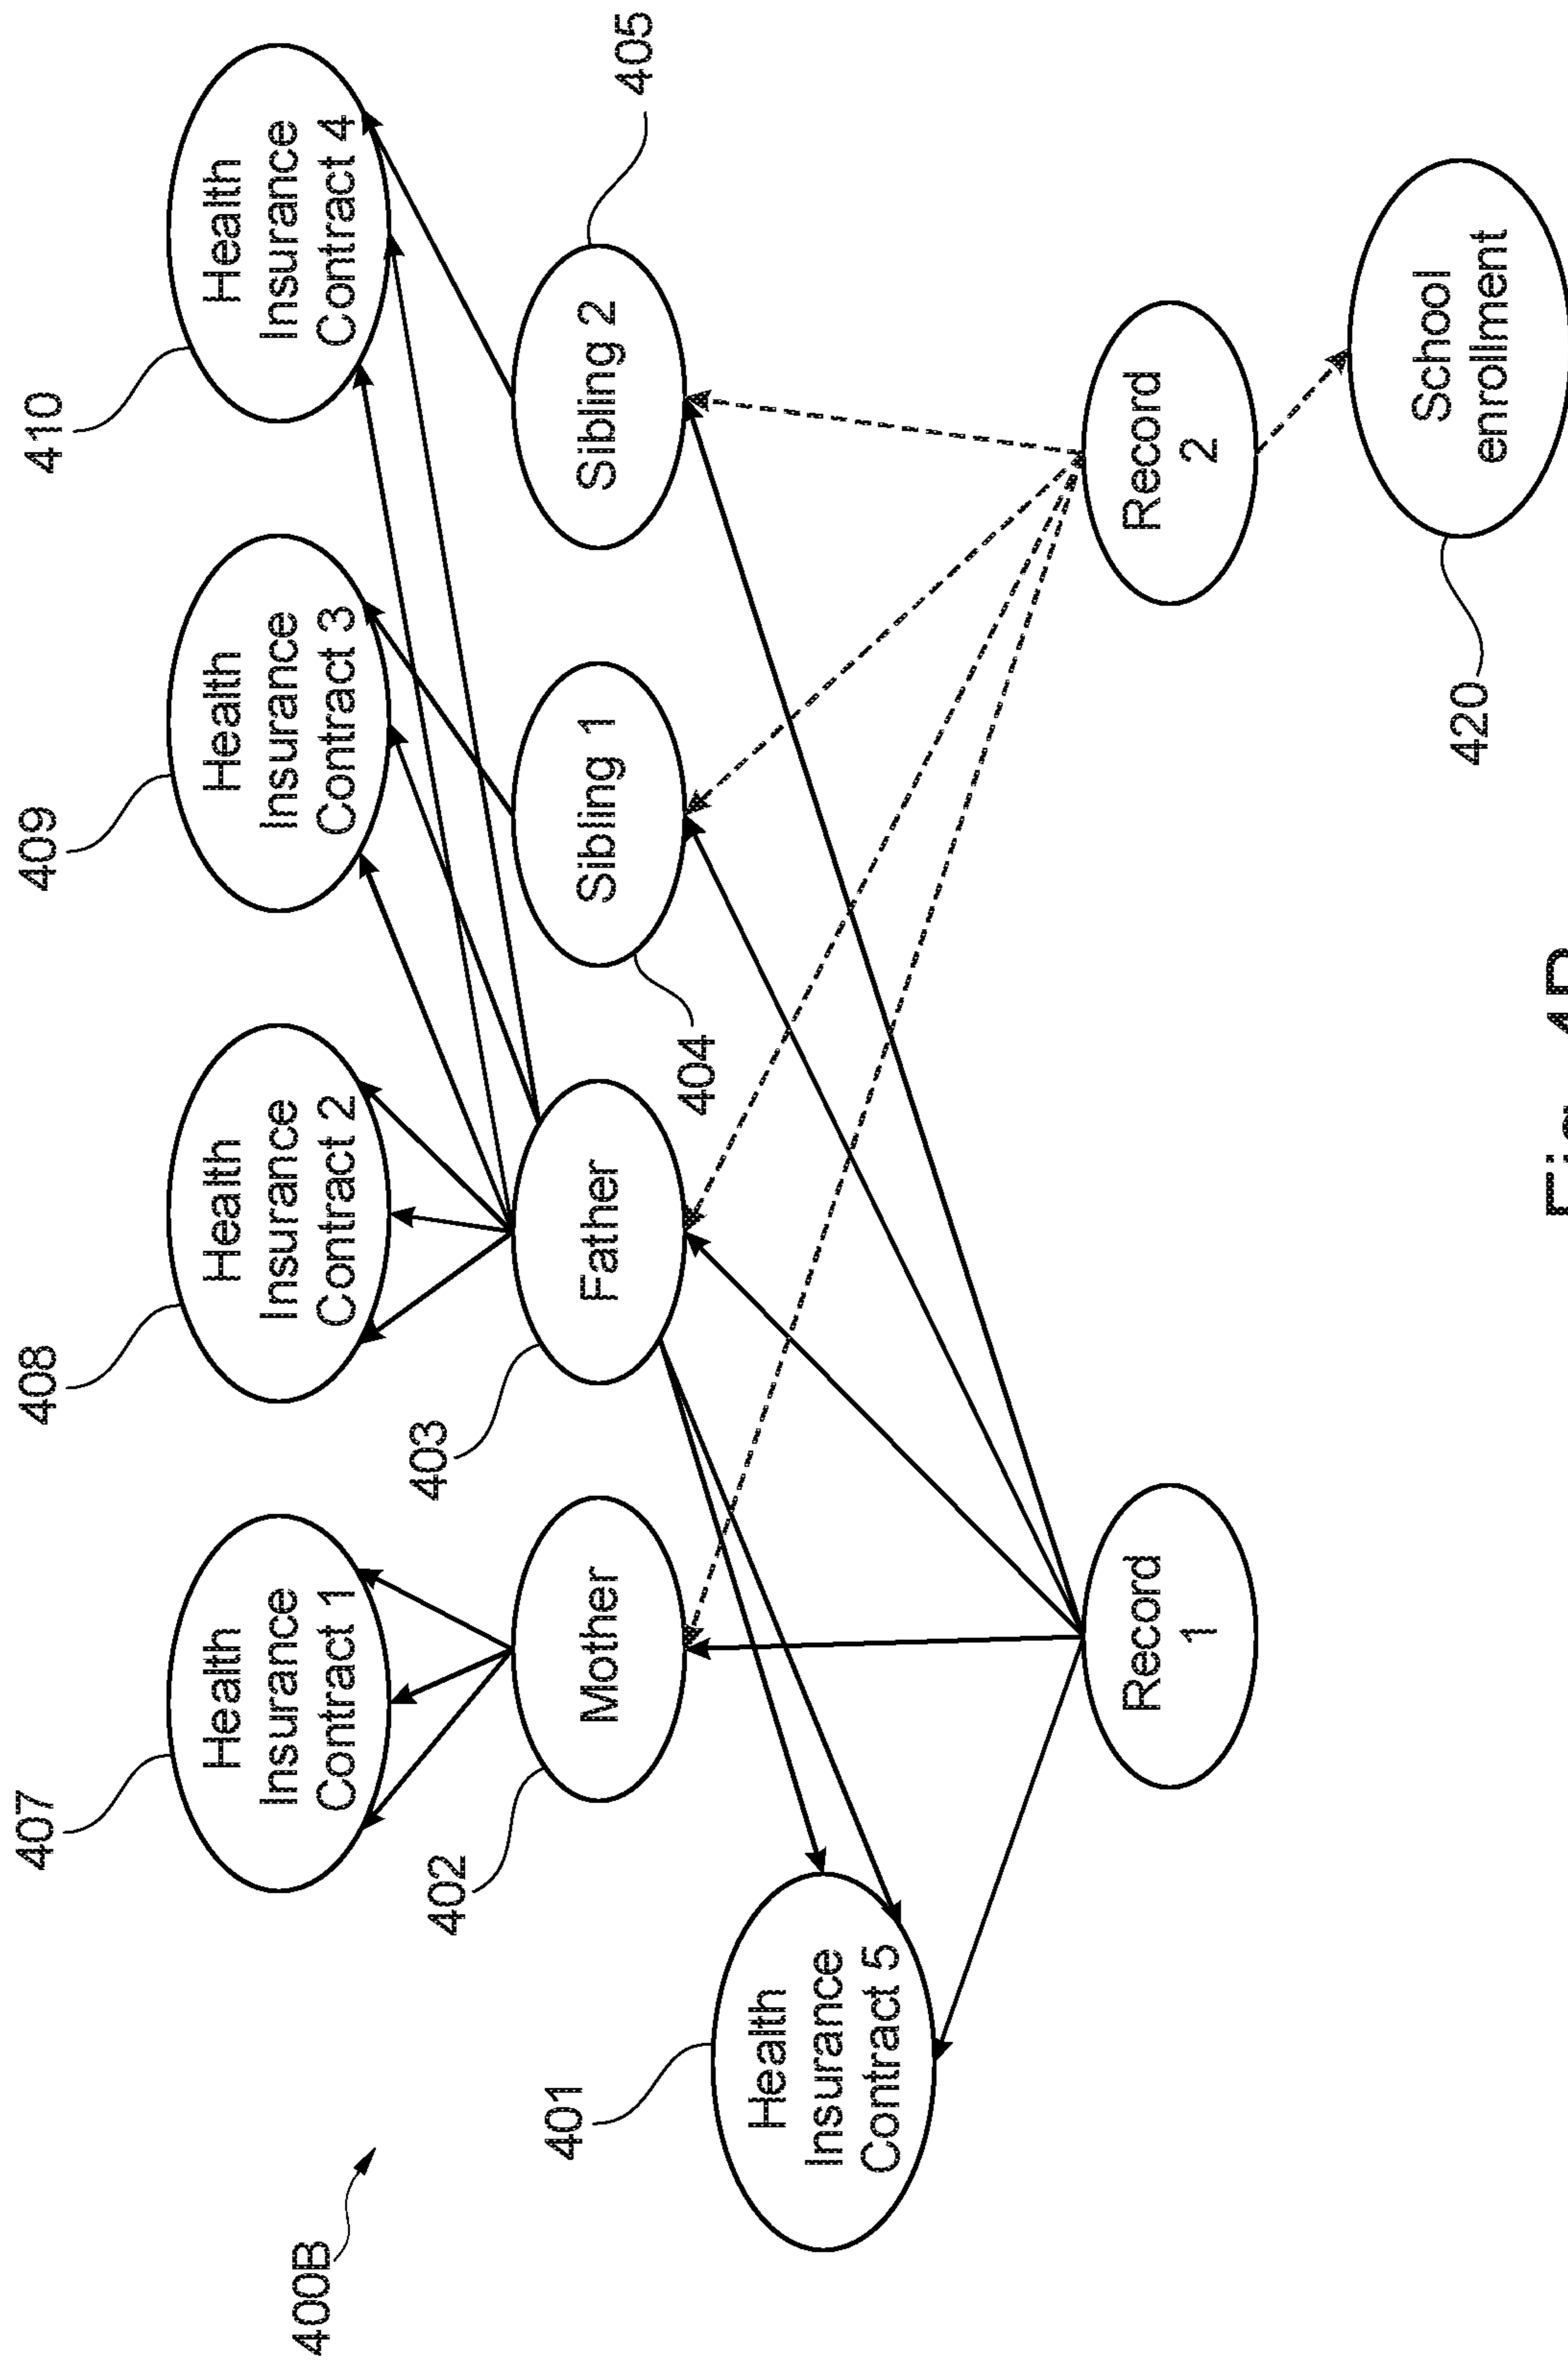 407
408
409
410
Health
Insurance
Contract 1
Health
Insurance
Contract 2
Health
Insurance
Contract 3
Health
Insurance
Contract 4
400B
402
403
404
405
Mother
Father
Sibling 1
Sibling 2
401
Health
Insurance
Contract 5
Record
1
Record
2
420
School
enrollment
Fig. 4B